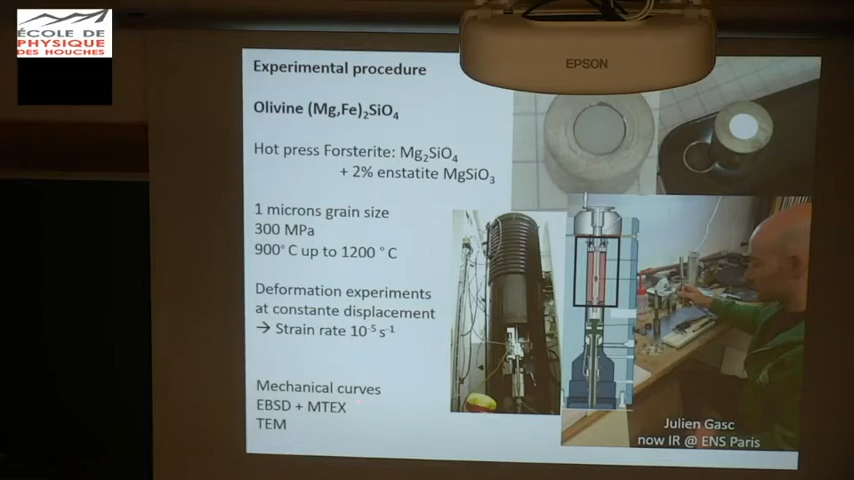 ÉCOLE DE
PHYSIQUE
DES HOUCHES
EPSON
Experimental procedure
Olivine (Mg,Fe)₂SiO₄
Hot press Forsterite: Mg₂SiO₄
+ 2% enstatite MgSiO₃
1 microns grain size
300 MPa
900°C up to 1200 °C
Deformation experiments
at constante displacement
→ Strain rate 10⁻⁵ s⁻¹
Mechanical curves
EBSD + MTEX
TEM
Julien Gasc
now IR @ ENS Paris